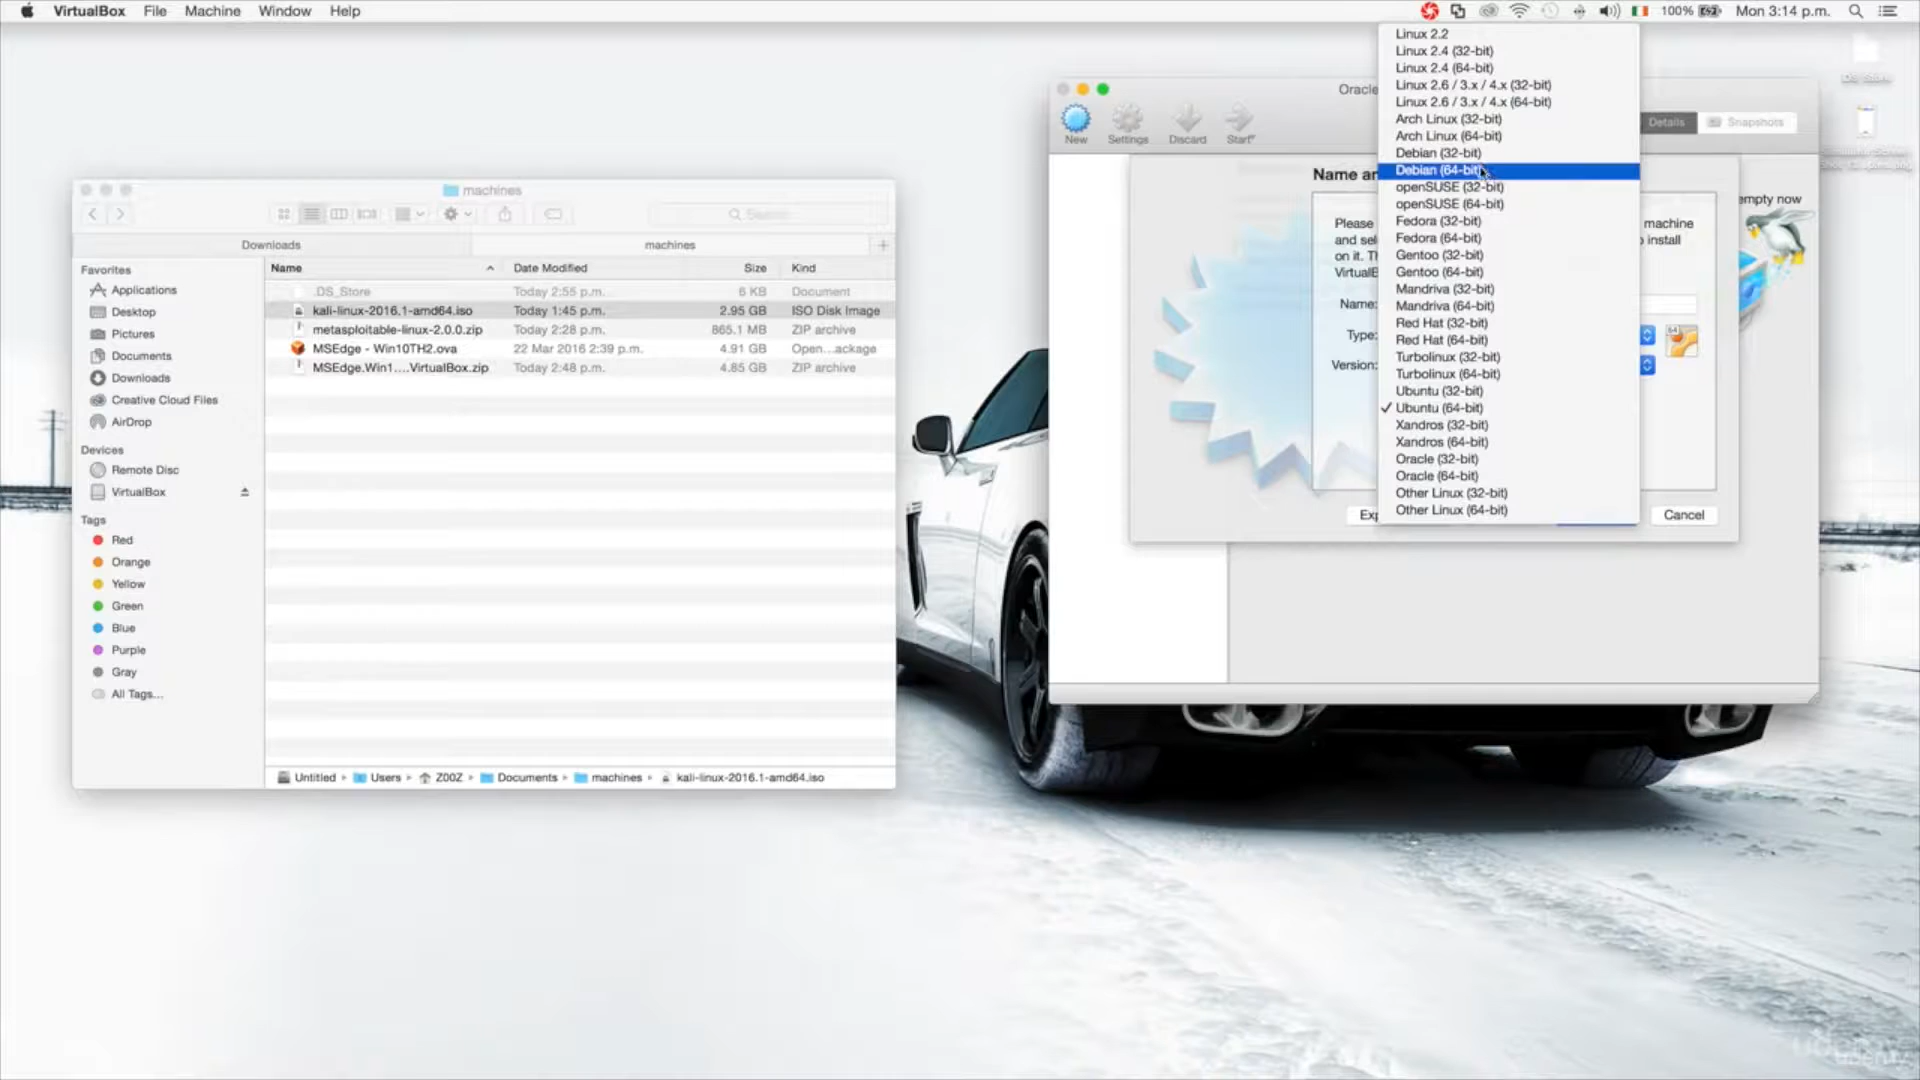 VirtualBox File Machine Window Help
100% Mon 3:14 p.m.
Linux 2.2
Linux 2.4 (32-bit)
Linux 2.4 (64-bit)
Linux 2.6 / 3.x / 4.x (32-bit)
Linux 2.6 / 3.x / 4.x (64-bit)
Arch Linux (32-bit)
Arch Linux (64-bit)
Debian (32-bit)
Debian (64-bit)
openSUSE (32-bit)
openSUSE (64-bit)
Fedora (32-bit)
Fedora (64-bit)
Gentoo (32-bit)
Gentoo (64-bit)
Mandriva (32-bit)
Mandriva (64-bit)
Red Hat (32-bit)
Red Hat (64-bit)
Turbolinux (32-bit)
Turbolinux (64-bit)
Ubuntu (32-bit)
✓ Ubuntu (64-bit)
Xandros (32-bit)
Xandros (64-bit)
Oracle (32-bit)
Oracle (64-bit)
Other Linux (32-bit)
Other Linux (64-bit)
Oracle
New Settings Discard Start
Details Snapshots
Name an
empty now
Please machine
and sel o install
on it. Th
VirtualB
Name:
Type:
64
Version:
Exp Cancel
machines
Search
Downloads machines
Favorites
Applications
Desktop
Pictures
Documents
Downloads
Creative Cloud Files
AirDrop
Devices
Remote Disc
VirtualBox
Tags
Red
Orange
Yellow
Green
Blue
Purple
Gray
All Tags...
Name Date Modified Size Kind
.DS_Store Today 2:55 p.m. 6 KB Document
kali-linux-2016.1-amd64.iso Today 1:45 p.m. 2.95 GB ISO Disk Image
metasploitable-linux-2.0.0.zip Today 2:28 p.m. 865.1 MB ZIP archive
MSEdge - Win10TH2.ova 22 Mar 2016 2:39 p.m. 4.91 GB Open...ackage
MSEdge.Win1....VirtualBox.zip Today 2:48 p.m. 4.85 GB ZIP archive
Untitled Users Z00Z Documents machines kali-linux-2016.1-amd64.iso